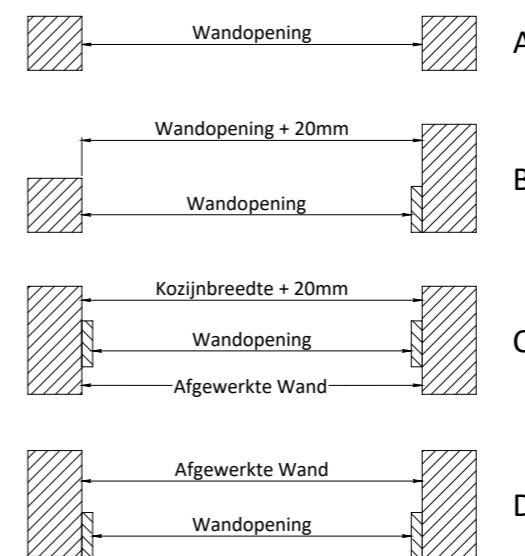 Wandopening
A
Wandopening + 20mm
B
Wandopening
Kozijnbreedte + 20mm
Wandopening
C
Afgewerkte Wand
Afgewerkte Wand
D
Wandopening